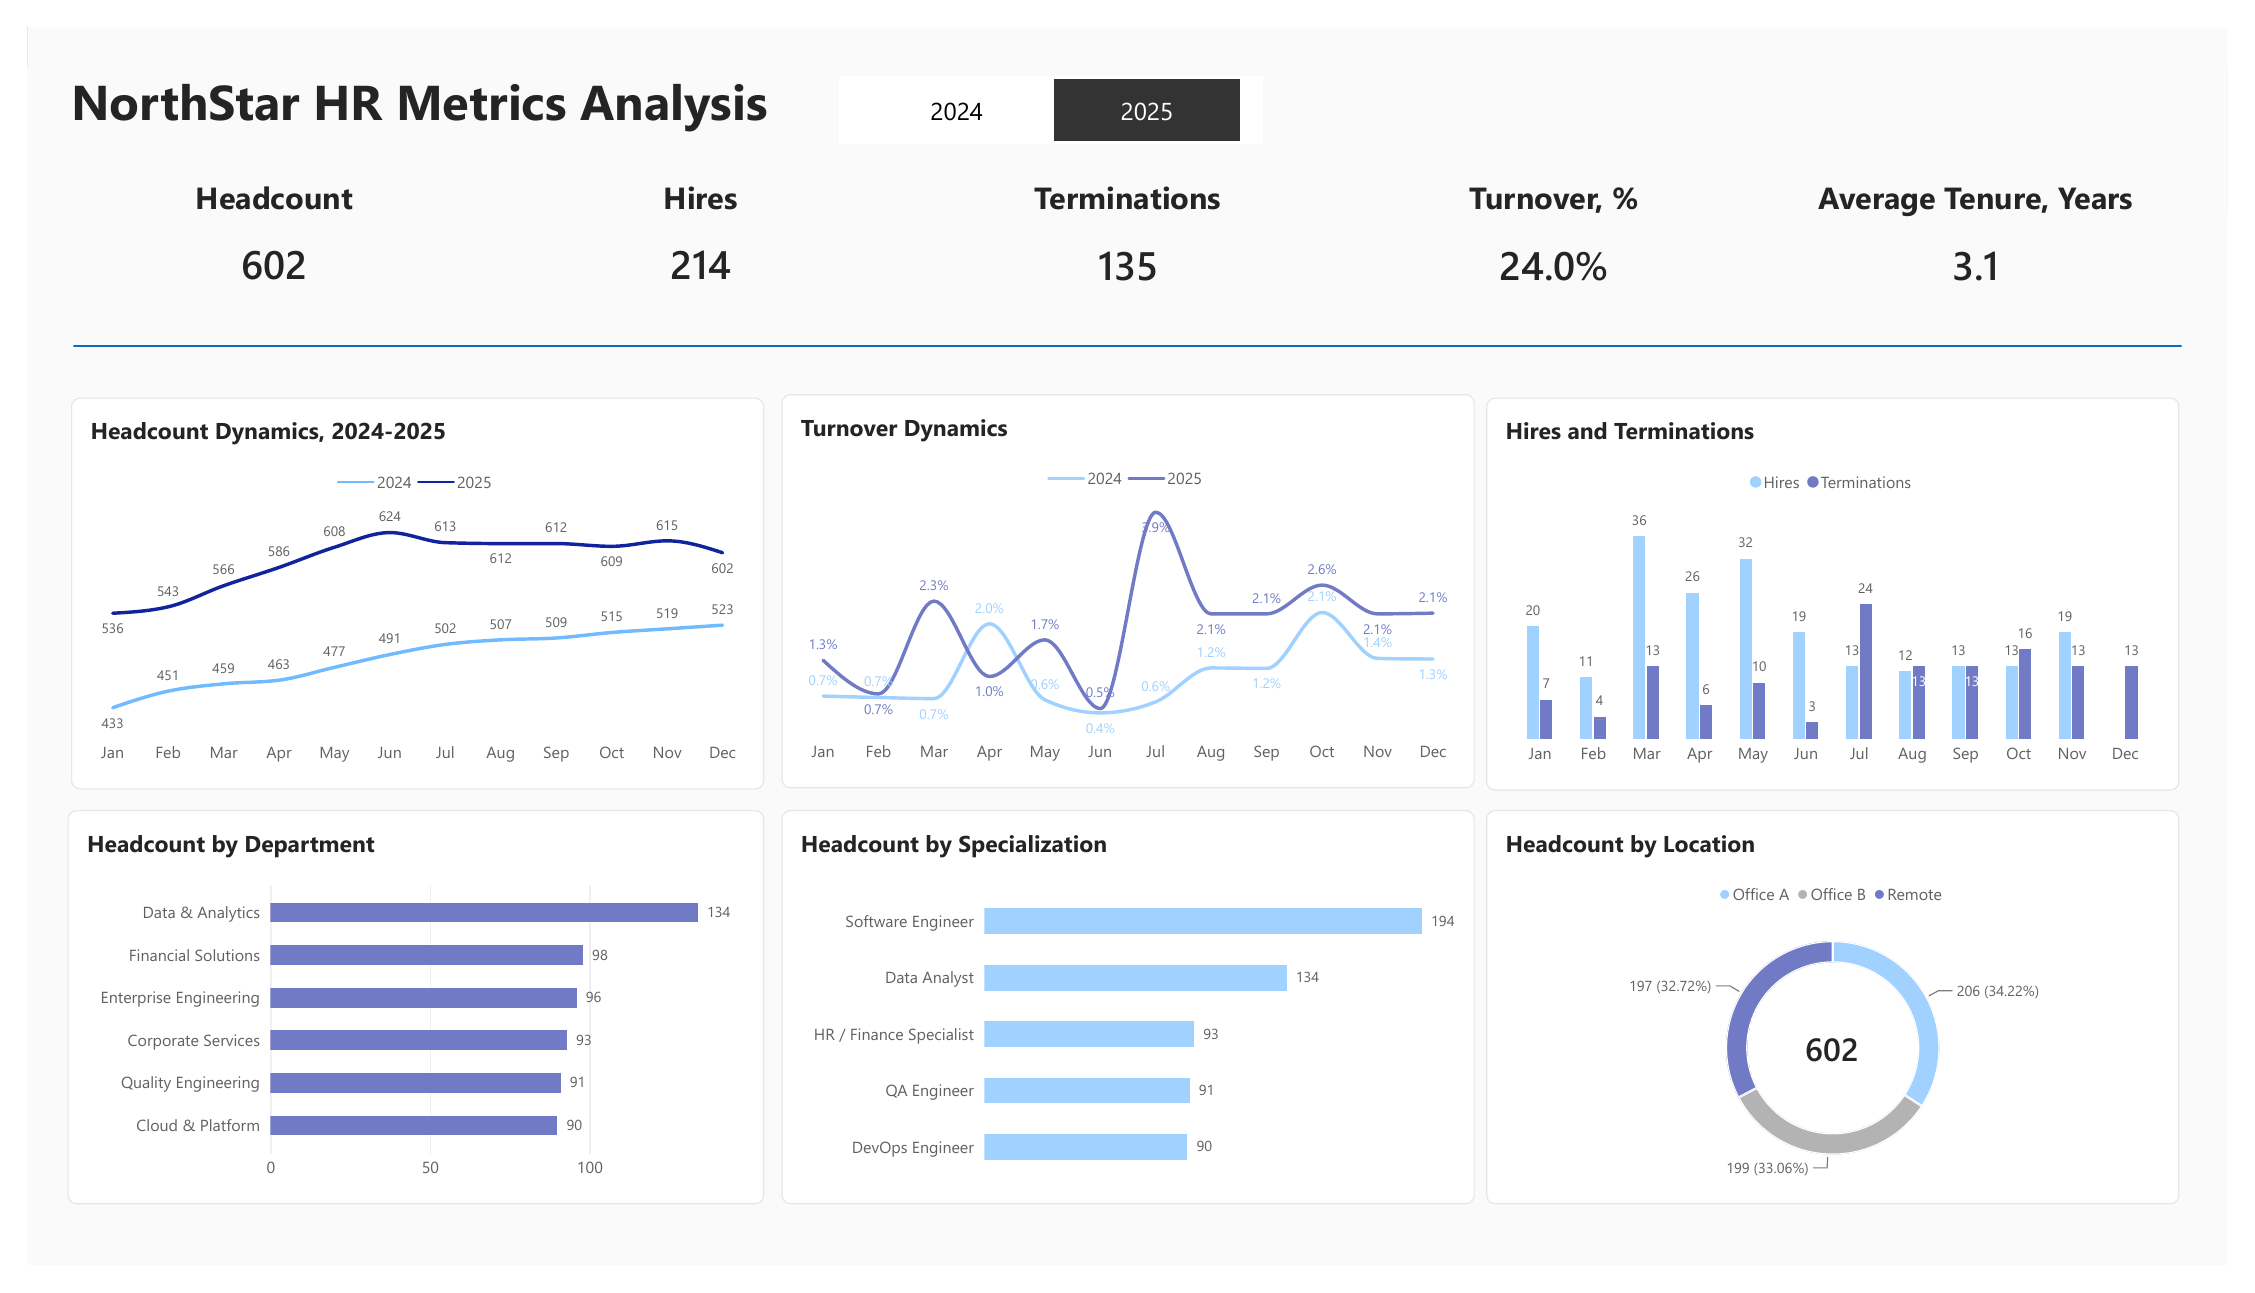 NorthStar HR Metrics Analysis
2024 2025
Headcount Hires Terminations Turnover, % Average Tenure, Years
602 214 135 24.0% 3.1
Headcount Dynamics, 2024-2025
2024 2025
536 543 566 586 608 624 613 612 612 609 615 602
433 451 459 463 477 491 502 507 509 515 519 523
Jan Feb Mar Apr May Jun Jul Aug Sep Oct Nov Dec
Turnover Dynamics
2024 2025
1.3% 0.7% 2.3% 1.0% 1.7% 0.5% 3.9% 2.1% 2.1% 2.6% 2.1% 2.1%
0.7% 0.7% 0.7% 2.0% 0.6% 0.4% 0.6% 1.2% 1.2% 2.1% 1.4% 1.3%
Jan Feb Mar Apr May Jun Jul Aug Sep Oct Nov Dec
Hires and Terminations
Hires Terminations
20 11 36 26 32 19 13 12 13 13 19
7 4 13 6 10 3 24 13 13 16 13 13
Jan Feb Mar Apr May Jun Jul Aug Sep Oct Nov Dec
Headcount by Department
Data & Analytics 134
Financial Solutions 98
Enterprise Engineering 96
Corporate Services 93
Quality Engineering 91
Cloud & Platform 90
0 50 100
Headcount by Specialization
Software Engineer 194
Data Analyst 134
HR / Finance Specialist 93
QA Engineer 91
DevOps Engineer 90
Headcount by Location
Office A Office B Remote
197 (32.72%)
206 (34.22%)
602
199 (33.06%)